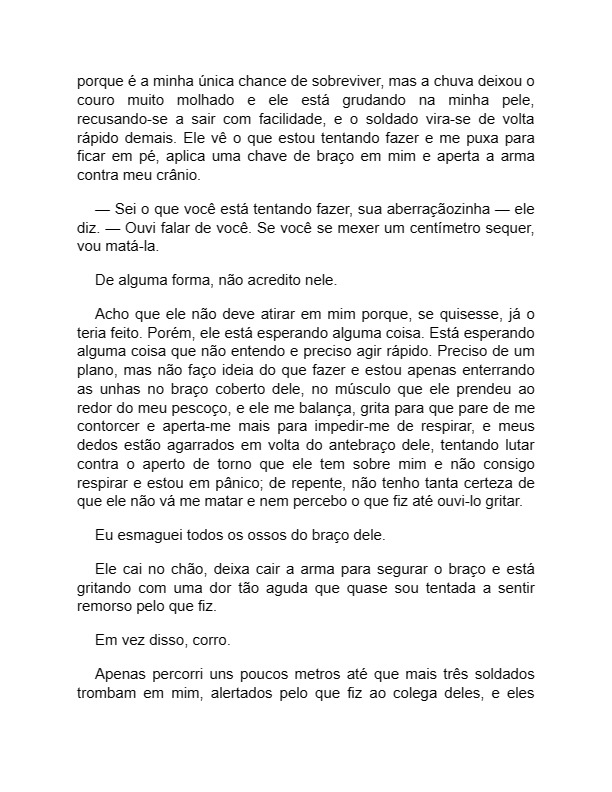 porque é a minha única chance de sobreviver, mas a chuva deixou o
couro muito molhado e ele está grudando na minha pele,
recusando-se a sair com facilidade, e o soldado vira-se de volta
rápido demais. Ele vê o que estou tentando fazer e me puxa para
ficar em pé, aplica uma chave de braço em mim e aperta a arma
contra meu crânio.
— Sei o que você está tentando fazer, sua aberraçãozinha — ele
diz. — Ouvi falar de você. Se você se mexer um centímetro sequer,
vou matá-la.
De alguma forma, não acredito nele.
Acho que ele não deve atirar em mim porque, se quisesse, já o
teria feito. Porém, ele está esperando alguma coisa. Está esperando
alguma coisa que não entendo e preciso agir rápido. Preciso de um
plano, mas não faço ideia do que fazer e estou apenas enterrando
as unhas no braço coberto dele, no músculo que ele prendeu ao
redor do meu pescoço, e ele me balança, grita para que pare de me
contorcer e aperta-me mais para impedir-me de respirar, e meus
dedos estão agarrados em volta do antebraço dele, tentando lutar
contra o aperto de torno que ele tem sobre mim e não consigo
respirar e estou em pânico; de repente, não tenho tanta certeza de
que ele não vá me matar e nem percebo o que fiz até ouvi-lo gritar.
Eu esmaguei todos os ossos do braço dele.
Ele cai no chão, deixa cair a arma para segurar o braço e está
gritando com uma dor tão aguda que quase sou tentada a sentir
remorso pelo que fiz.
Em vez disso, corro.
Apenas percorri uns poucos metros até que mais três soldados
trombam em mim, alertados pelo que fiz ao colega deles, e eles